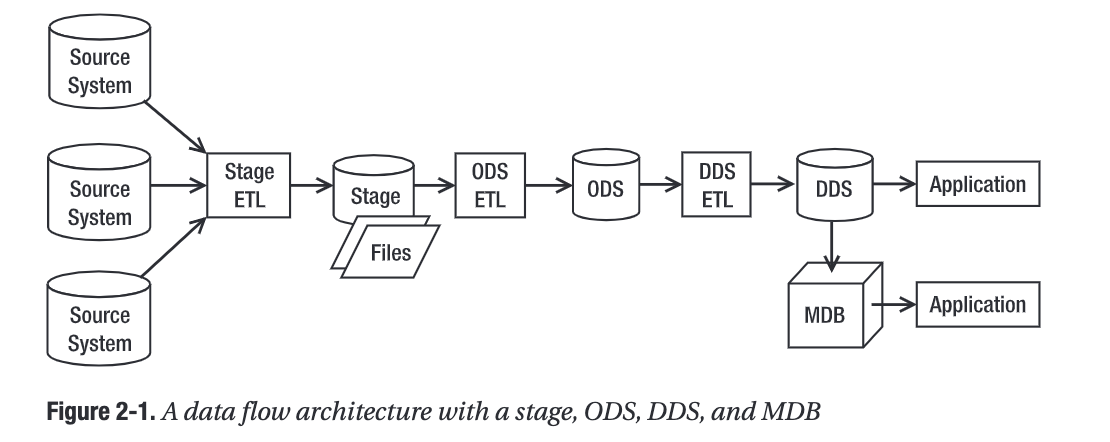 Source
System
Source
System
Source
System
Stage
ETL
Stage
Files
ODS
ETL
ODS
DDS
ETL
DDS
Application
MDB
Application
Figure 2-1. A data flow architecture with a stage, ODS, DDS, and MDB